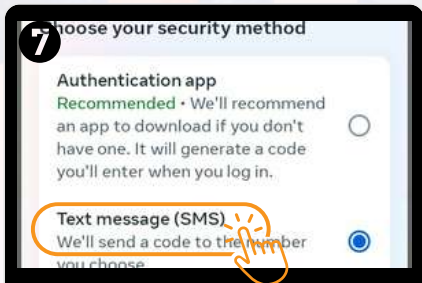 7
hoose your security method
Authentication app
Recommended · We'll recommend
an app to download if you don't
have one. It will generate a code
you'll enter when you log in.
Text message (SMS)
We'll send a code to the number
you choose